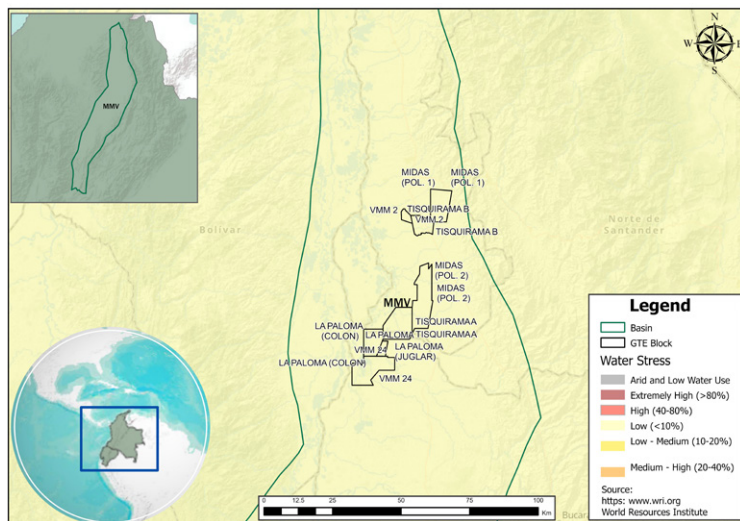 MMV
N
W
E
S
MIDAS
(POL. 1)
MIDAS
(POL. 1)
VMM 2
TISQUIRAMA B
VMM 2
TISQUIRAMA B
Bolívar
Norte de
Santander
MIDAS
(POL. 2)
MIDAS
(POL. 2)
MMV
TISQUIRAMA A
LA PALOMA
(COLON)
LA PALOMA
TISQUIRAMA A
VMM 24
LA PALOMA
(JUGLAR)
LA PALOMA (COLON)
VMM 24
Legend
Basin
GTE Block
Water Stress
Arid and Low Water Use
Extremely High (>80%)
High (40-80%)
Low (<10%)
Low - Medium (10-20%)
Medium - High (20-40%)
Source:
https: www.wri.org
World Resources Institute
0 12.5 25 50 75 100
Km